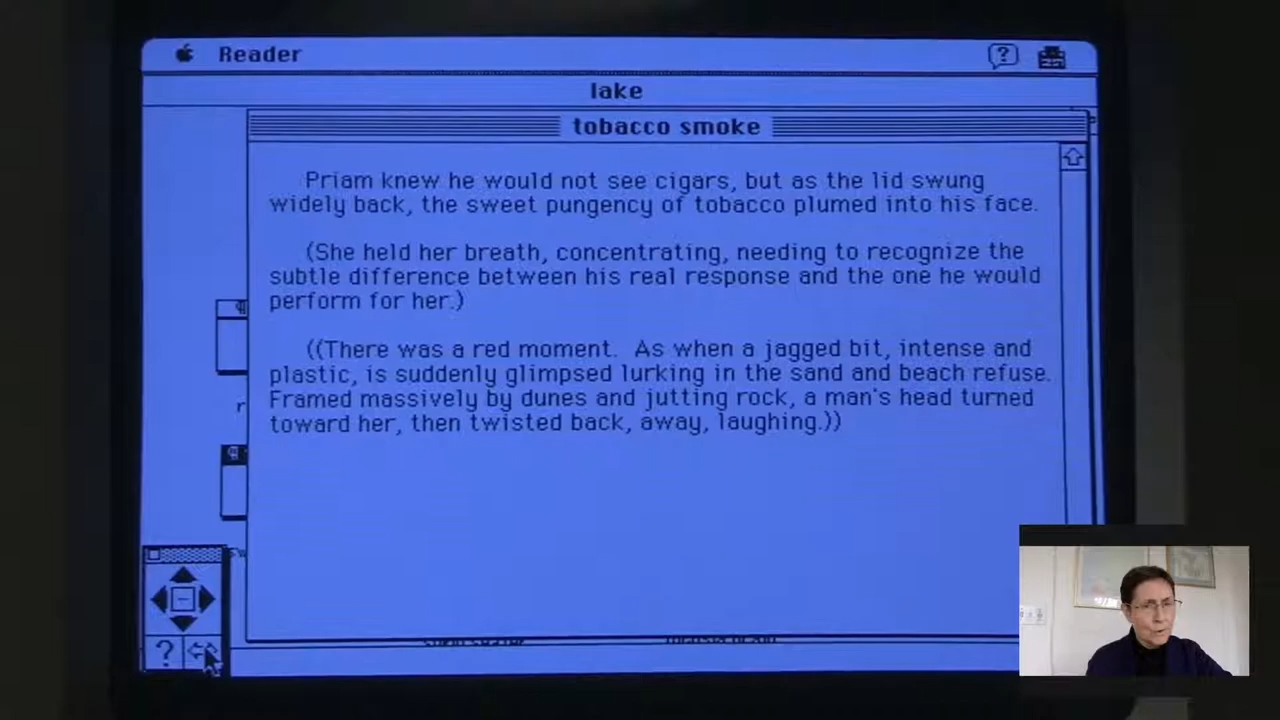 Reader
lake
tobacco smoke
Priam knew he would not see cigars, but as the lid swung
widely back, the sweet pungency of tobacco plumed into his face.
(She held her breath, concentrating, needing to recognize the
subtle difference between his real response and the one he would
perform for her.)
((There was a red moment.  As when a jagged bit, intense and
plastic, is suddenly glimpsed lurking in the sand and beach refuse.
Framed massively by dunes and jutting rock, a man's head turned
toward her, then twisted back, away, laughing.))
?